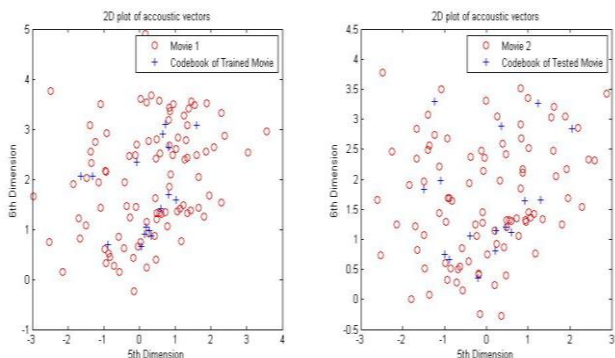 2D plot of accoustic vectors
Movie 1
Codebook of Trained Movie
5
4
3
2
1
0
-1
6th Dimension
-3 -2 -1 0 1 2 3 4
5th Dimension
2D plot of accoustic vectors
Movie 2
Codebook of Tested Movie
4.5
4
3.5
3
2.5
2
1.5
1
0.5
0
-0.5
6th Dimension
-3 -2 -1 0 1 2 3
5th Dimension